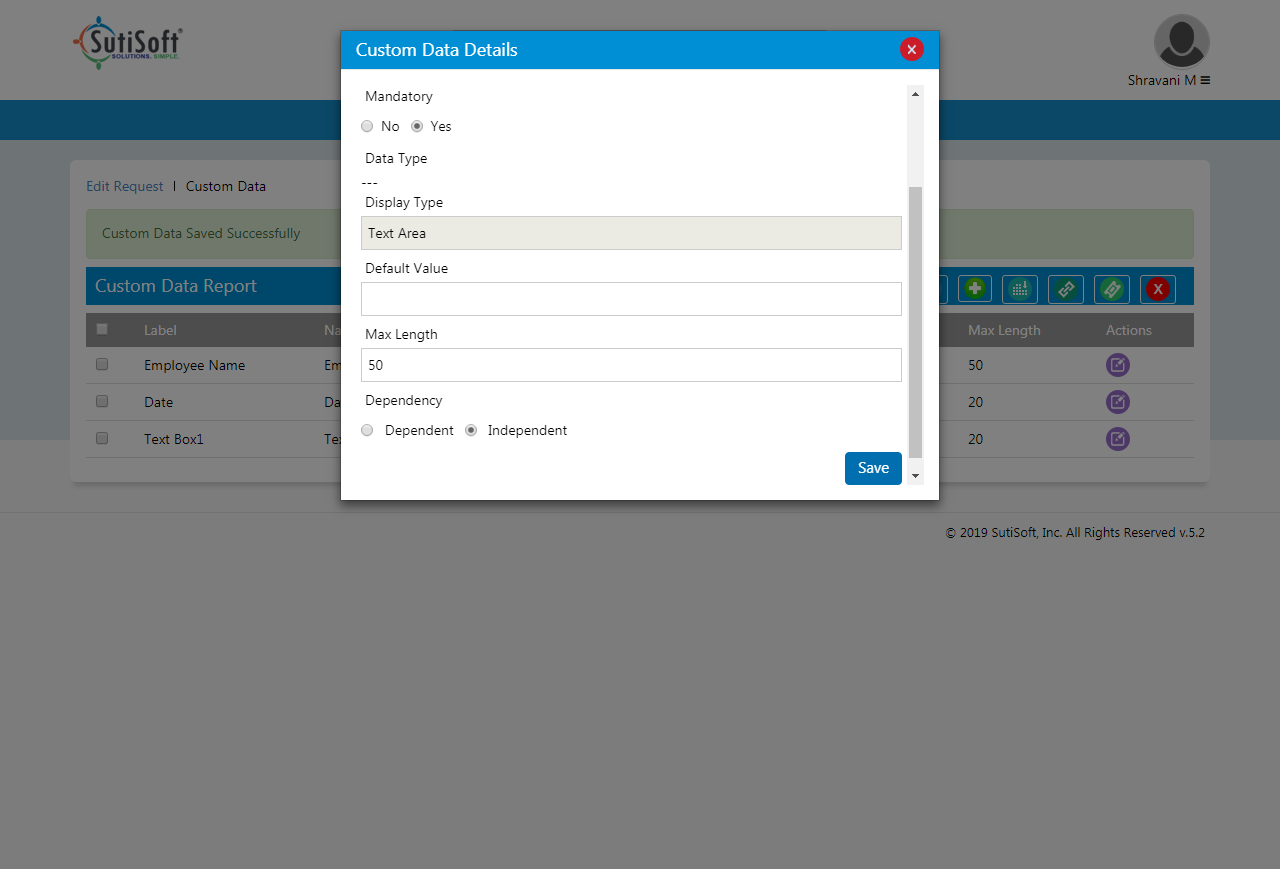 SutiSoft®
SOLUTIONS. SIMPLE.
Shravani M
Custom Data Details
Mandatory
No Yes
Data Type
---
Display Type
Text Area
Default Value
Max Length
50
Dependency
Dependent Independent
Save
Edit Request | Custom Data
Custom Data Saved Successfully
Custom Data Report
Label Na Max Length Actions
Employee Name Em 50
Date Da 20
Text Box1 Te 20
© 2019 SutiSoft, Inc. All Rights Reserved v.5.2